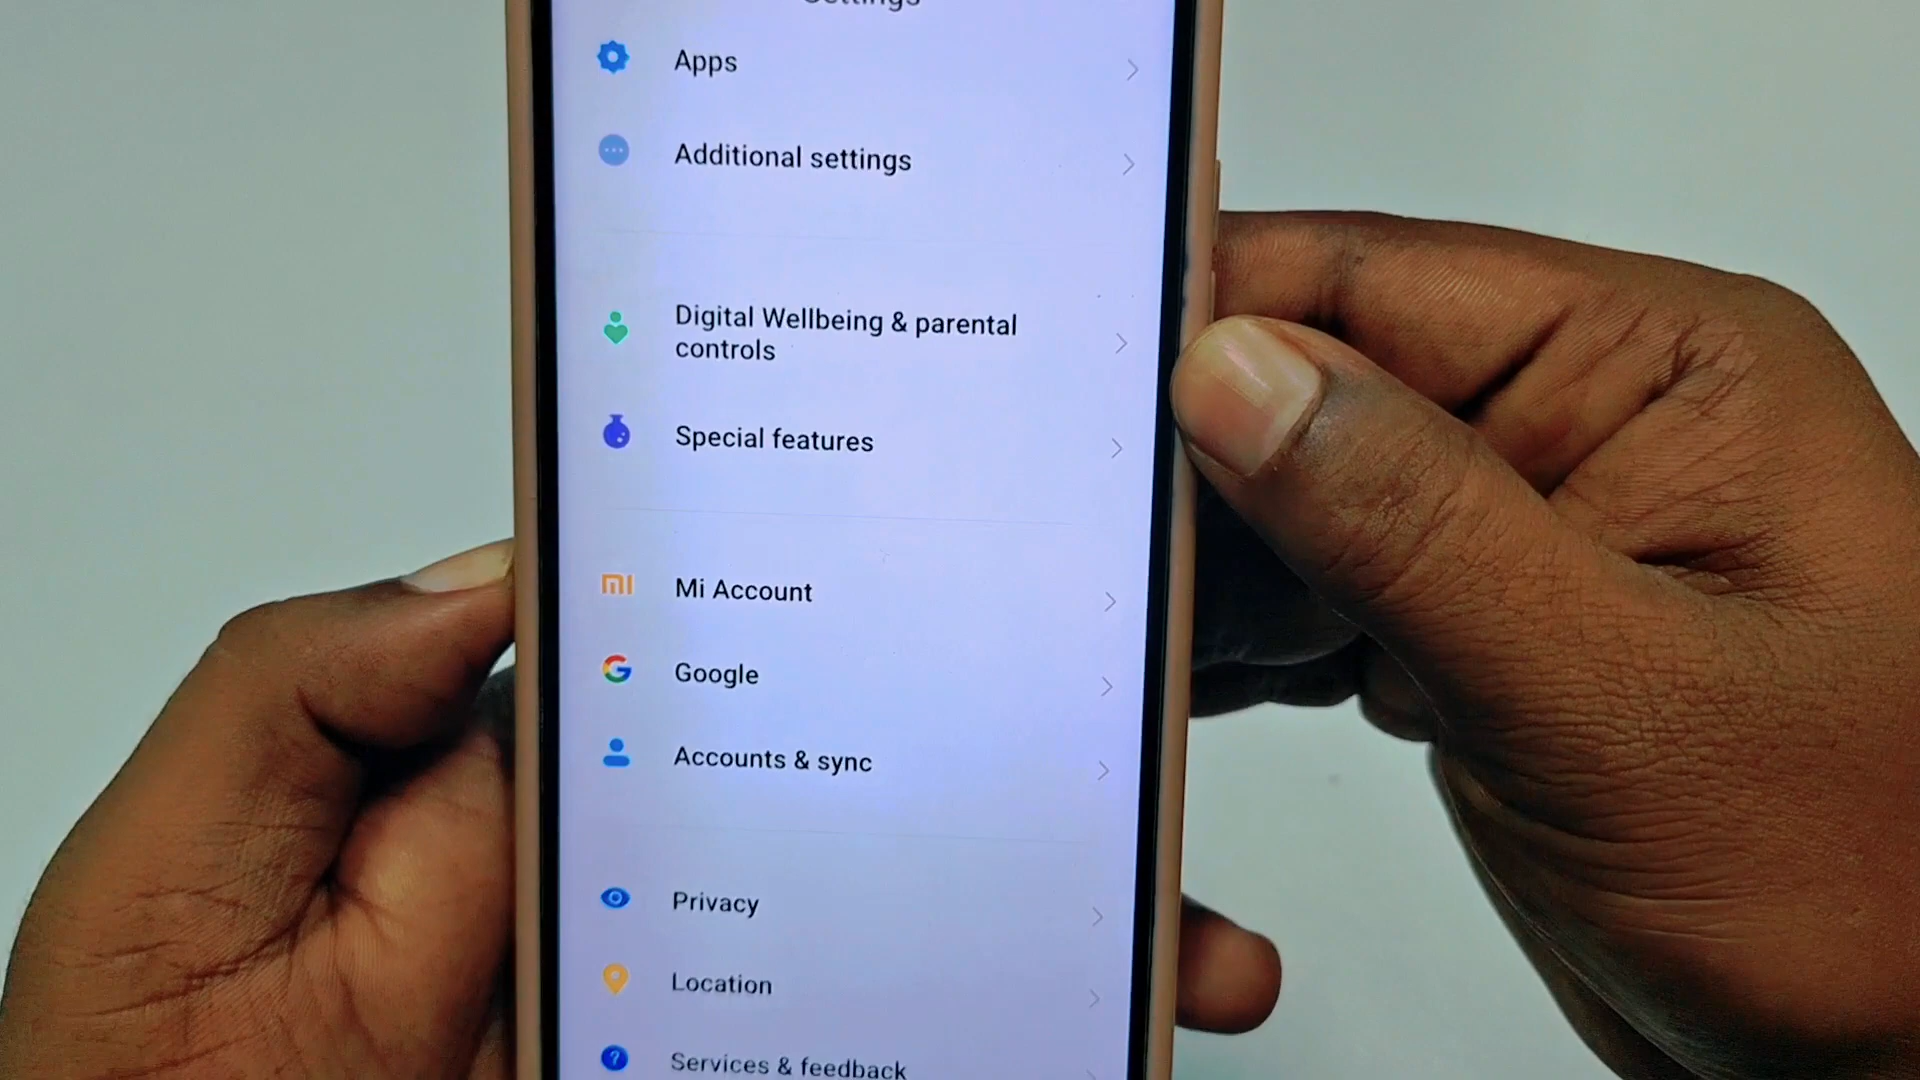 Settings
Apps
Additional settings
Digital Wellbeing & parental
controls
Special features
Mi Account
Google
Accounts & sync
Privacy
Location
Services & feedback